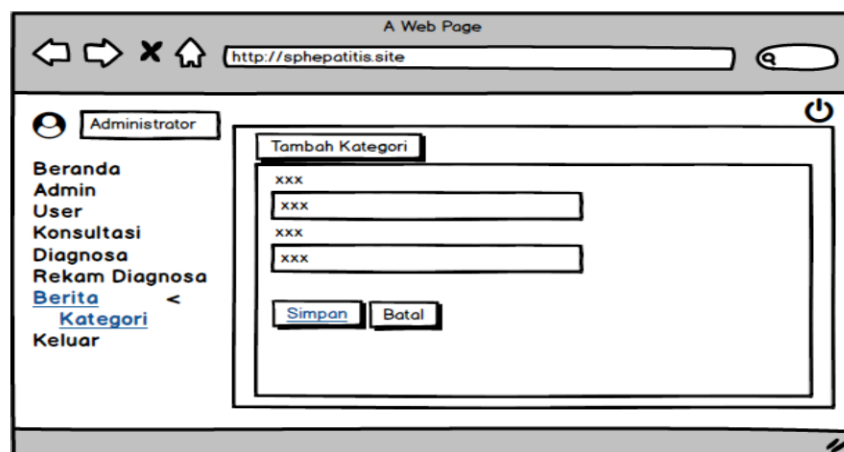 A Web Page
http://sphepatitis.site
Administrator
Beranda
Admin
User
Konsultasi
Diagnosa
Rekam Diagnosa
Berita <
Kategori
Keluar
Tambah Kategori
xxx
xxx
xxx
xxx
Simpan Batal